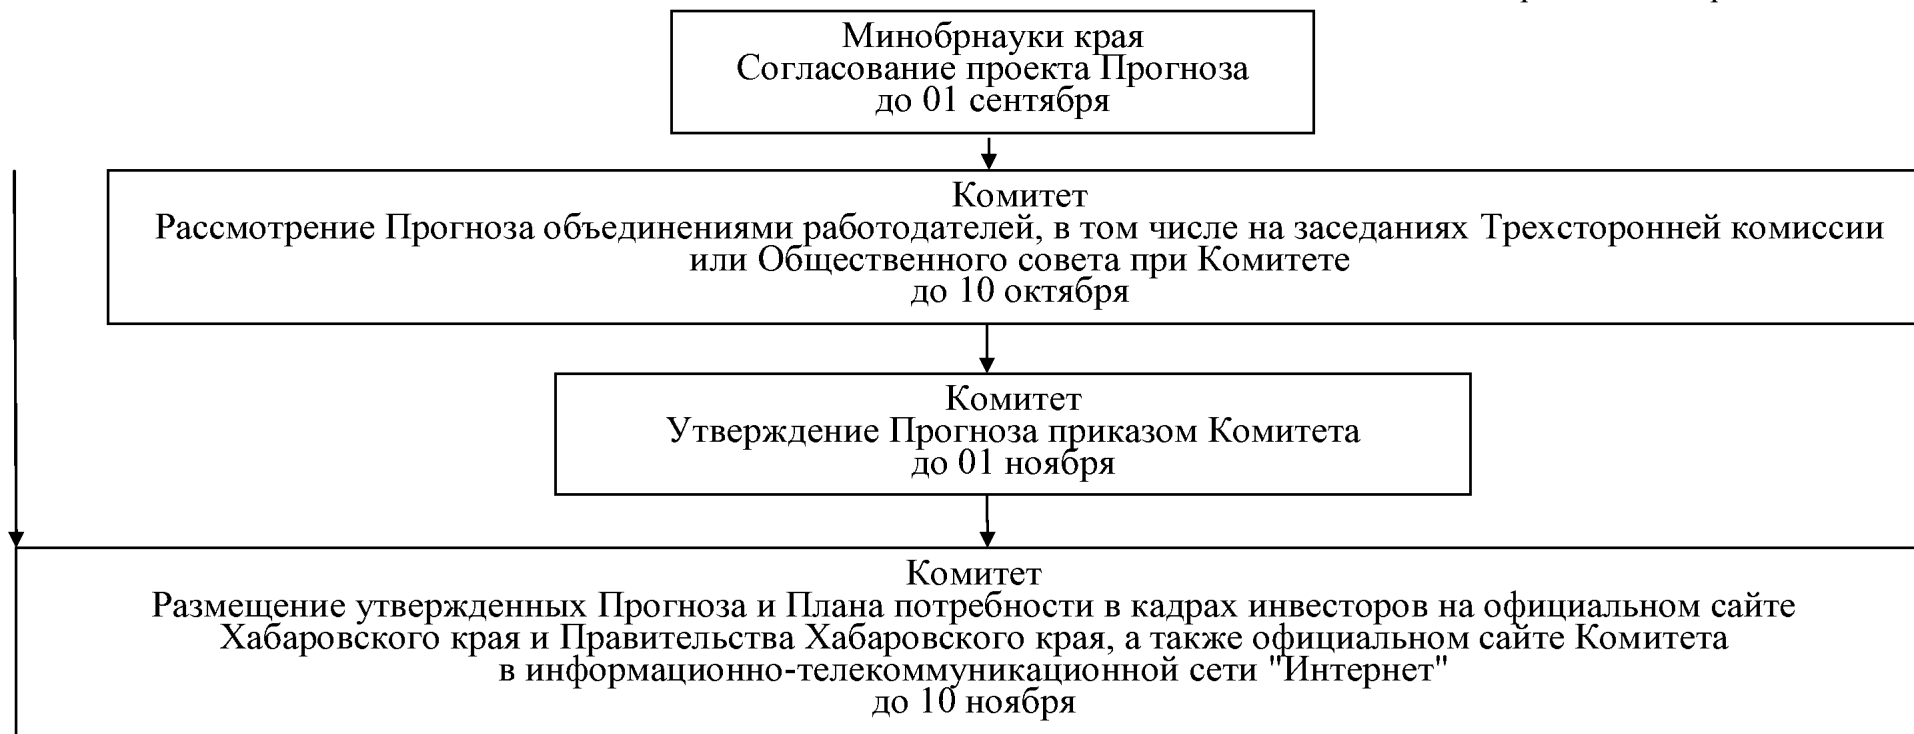 Минобрнауки края
Согласование проекта Прогноза
до 01 сентября
Комитет
Рассмотрение Прогноза объединениями работодателей, в том числе на заседаниях Трехсторонней комиссии
или Общественного совета при Комитете
до 10 октября
Комитет
Утверждение Прогноза приказом Комитета
до 01 ноября
Комитет
Размещение утвержденных Прогноза и Плана потребности в кадрах инвесторов на официальном сайте
Хабаровского края и Правительства Хабаровского края, а также официальном сайте Комитета
в информационно-телекоммуникационной сети "Интернет"
до 10 ноября